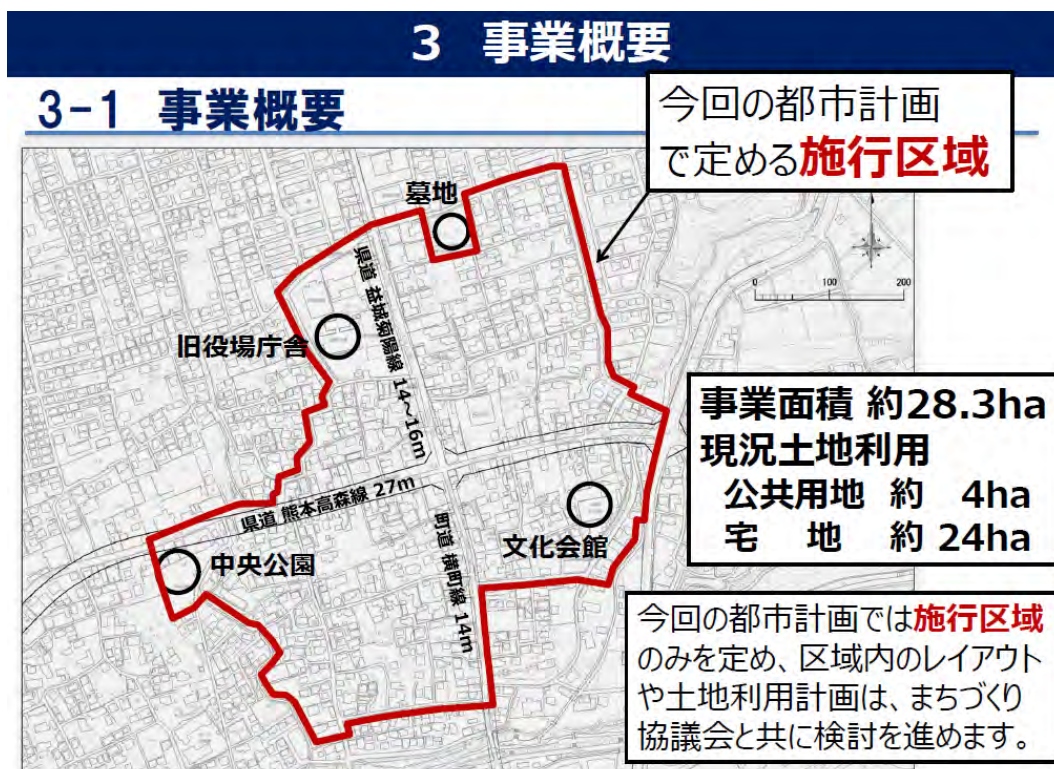 3 事業概要
3-1 事業概要
今回の都市計画
で定める施行区域
墓地
県道 益城菊陽線 14～16m
旧役場庁舎
0 100 200
事業面積 約28.3ha
現況土地利用
公共用地 約 4ha
宅 地 約 24ha
県道 熊本高森線 27m
町道 横町線 14m
文化会館
中央公園
今回の都市計画では施行区域
のみを定め、区域内のレイアウト
や土地利用計画は、まちづくり
協議会と共に検討を進めます。